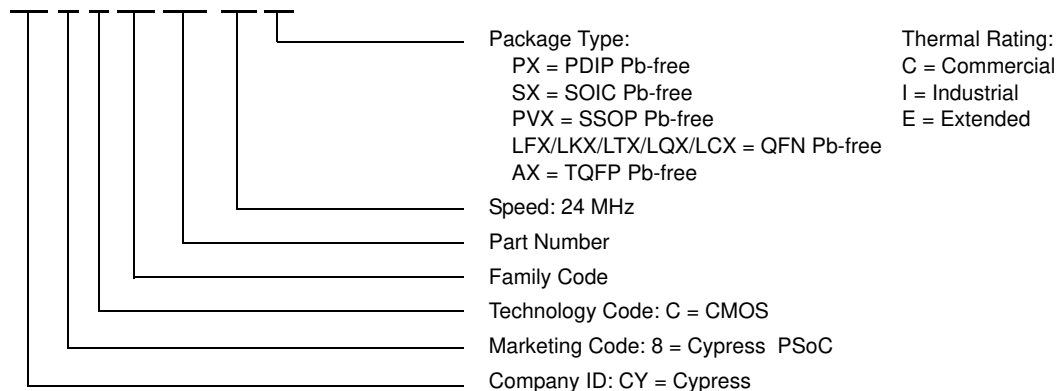 Package Type:
PX = PDIP Pb-free
SX = SOIC Pb-free
PVX = SSOP Pb-free
LFX/LKX/LTX/LQX/LCX = QFN Pb-free
AX = TQFP Pb-free
Thermal Rating:
C = Commercial
I = Industrial
E = Extended
Speed: 24 MHz
Part Number
Family Code
Technology Code: C = CMOS
Marketing Code: 8 = Cypress PSoC
Company ID: CY = Cypress